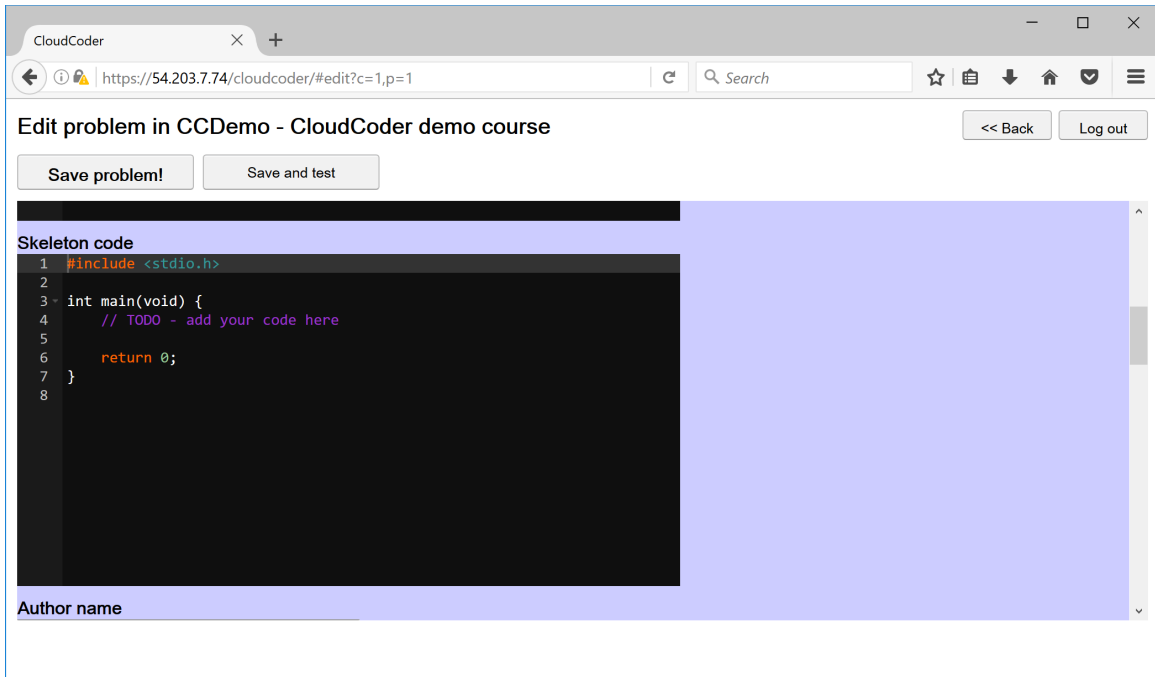 CloudCoder
https://54.203.7.74/cloudcoder/#edit?c=1,p=1
Search
Edit problem in CCDemo - CloudCoder demo course
<< Back
Log out
Save problem!
Save and test
Skeleton code
1 #include <stdio.h>
2
3 int main(void) {
4     // TODO - add your code here
5
6     return 0;
7 }
8
Author name